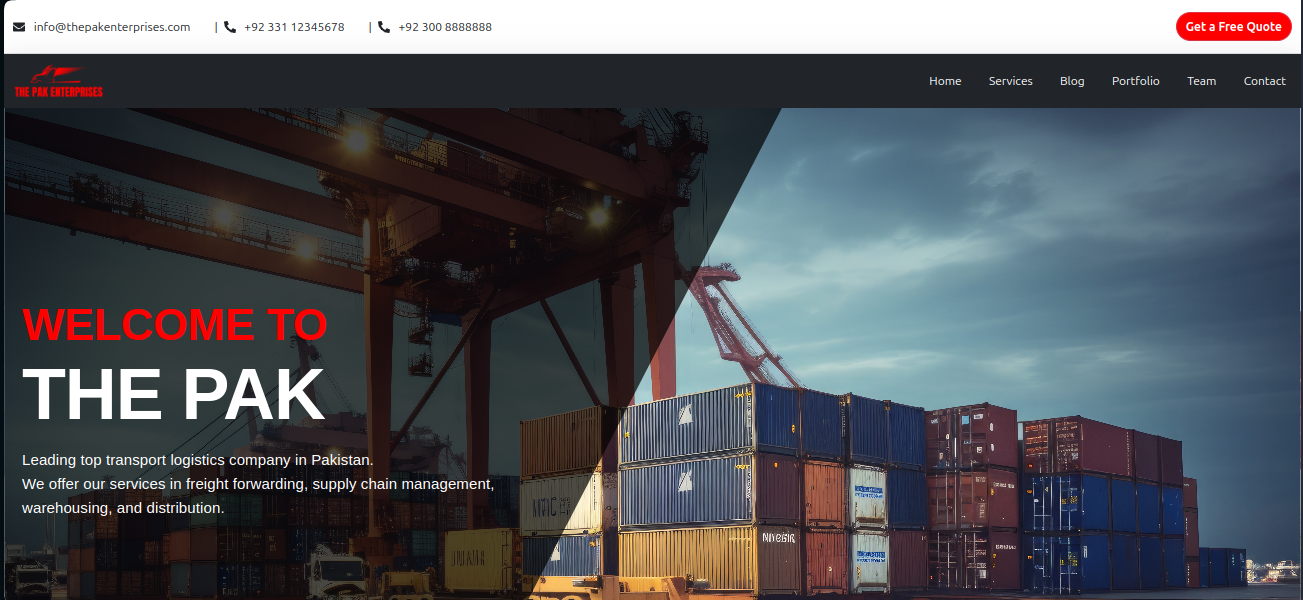 info@thepakenterprises.com | +92 331 12345678 | +92 300 8888888 Get a Free Quote
THE PAK ENTERPRISES Home Services Blog Portfolio Team Contact
WELCOME TO
THE PAK
Leading top transport logistics company in Pakistan.
We offer our services in freight forwarding, supply chain management,
warehousing, and distribution.